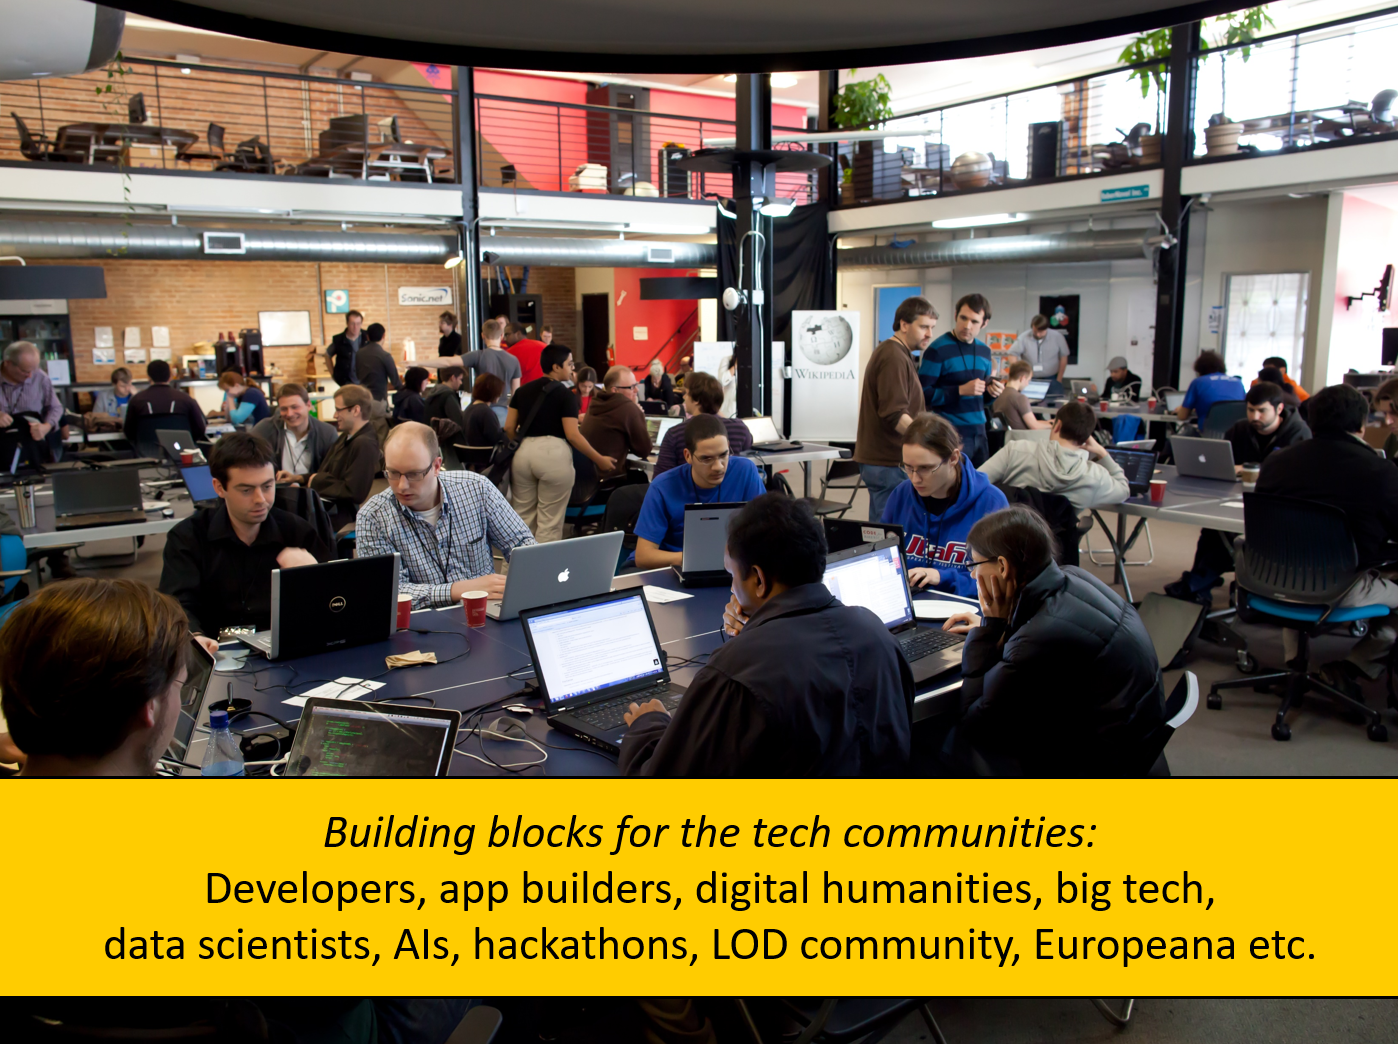 Sonic.net
WIKIPEDIA
DELL
Utah
Building blocks for the tech communities:
Developers, app builders, digital humanities, big tech,
data scientists, AIs, hackathons, LOD community, Europeana etc.